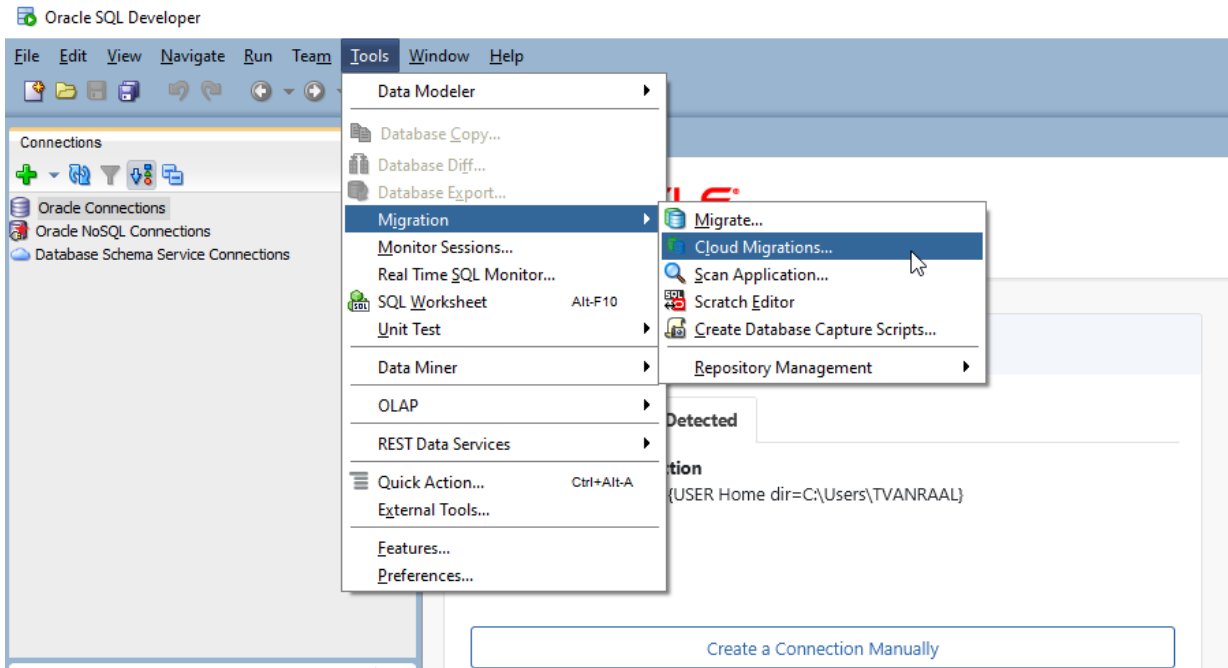 Oracle SQL Developer
File Edit View Navigate Run Team Tools Window Help
Connections
Oracle Connections
Oracle NoSQL Connections
Database Schema Service Connections
Data Modeler
Database Copy...
Database Diff...
Database Export...
Migration
Monitor Sessions...
Real Time SQL Monitor...
SQL Worksheet Alt-F10
Unit Test
Data Miner
OLAP
REST Data Services
Quick Action... Ctrl+Alt-A
External Tools...
Features...
Preferences...
Migrate...
Cloud Migrations...
Scan Application...
Scratch Editor
Create Database Capture Scripts...
Repository Management
Detected
tion
{USER Home dir=C:\Users\TVANRAAL}
Create a Connection Manually